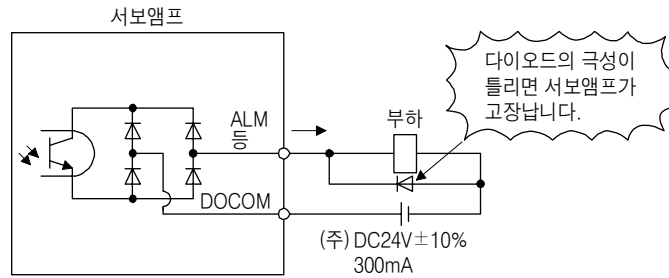 서보앰프
다이오드의 극성이
틀리면 서보앰프가
고장납니다.
ALM
등
부하
DOCOM
(주) DC24V±10%
300mA